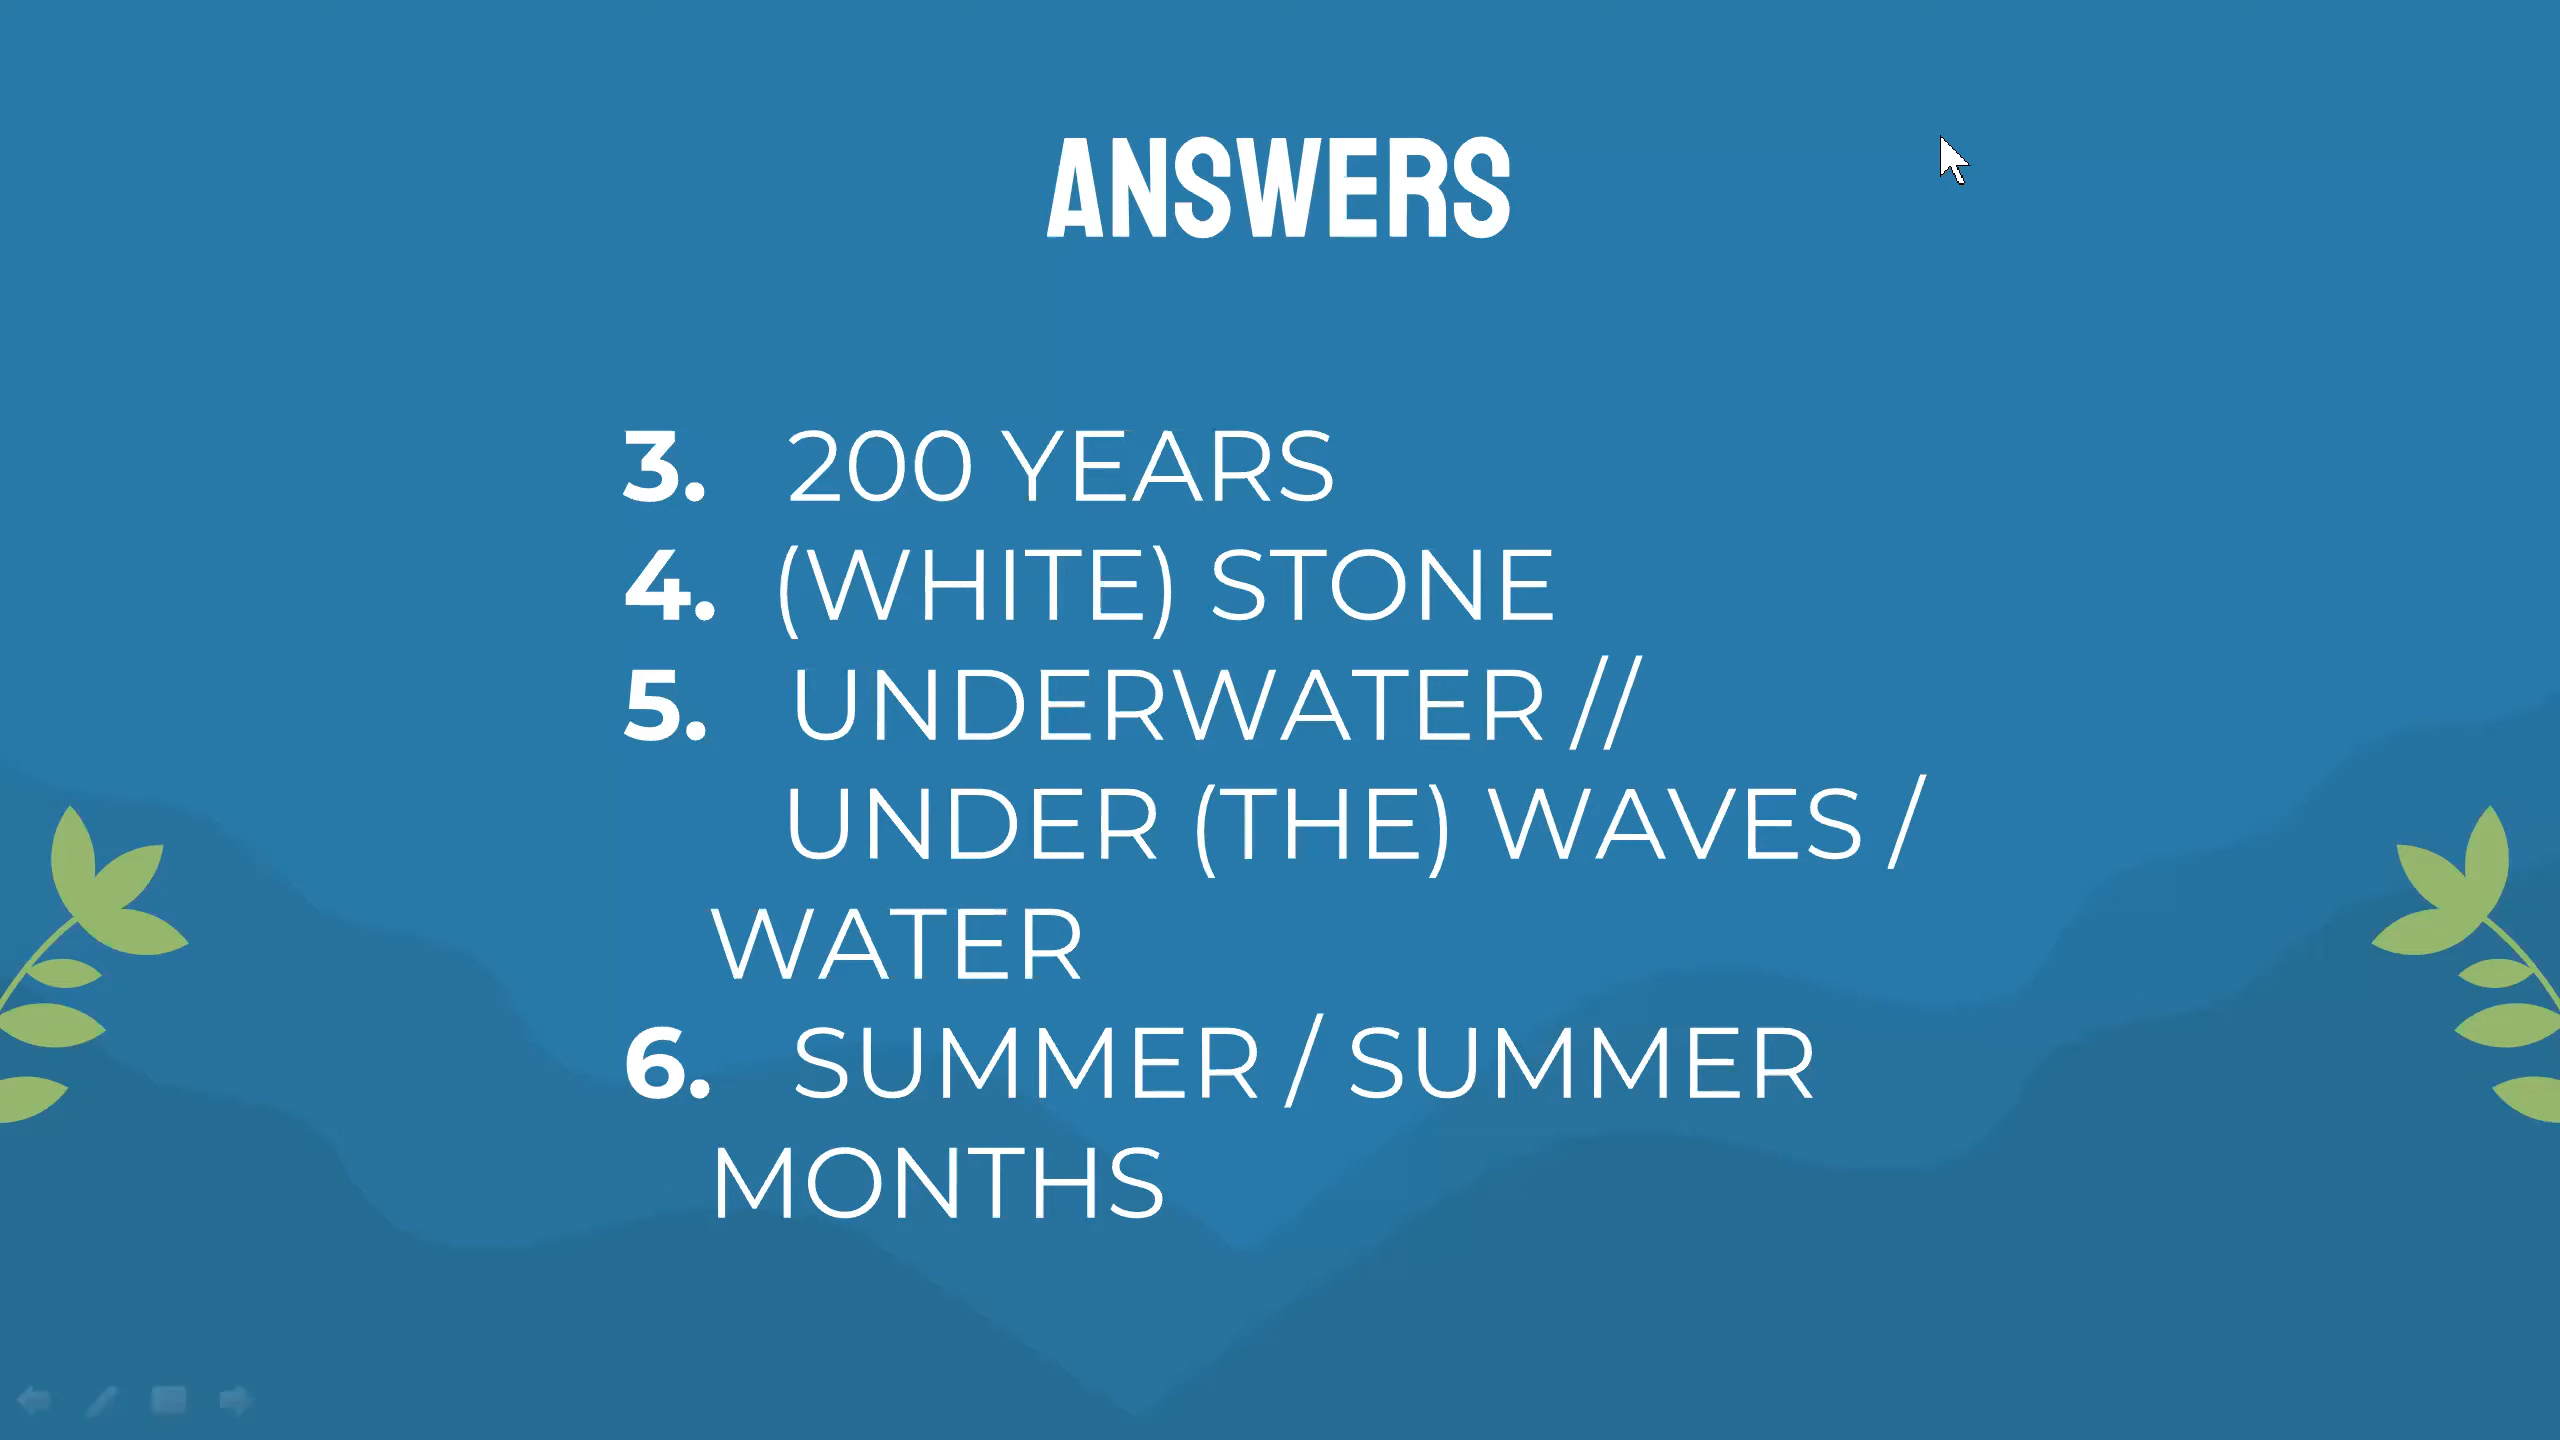 ANSWERS
3. 200 YEARS
4. (WHITE) STONE
5. UNDERWATER //
UNDER (THE) WAVES /
WATER
6. SUMMER / SUMMER
MONTHS